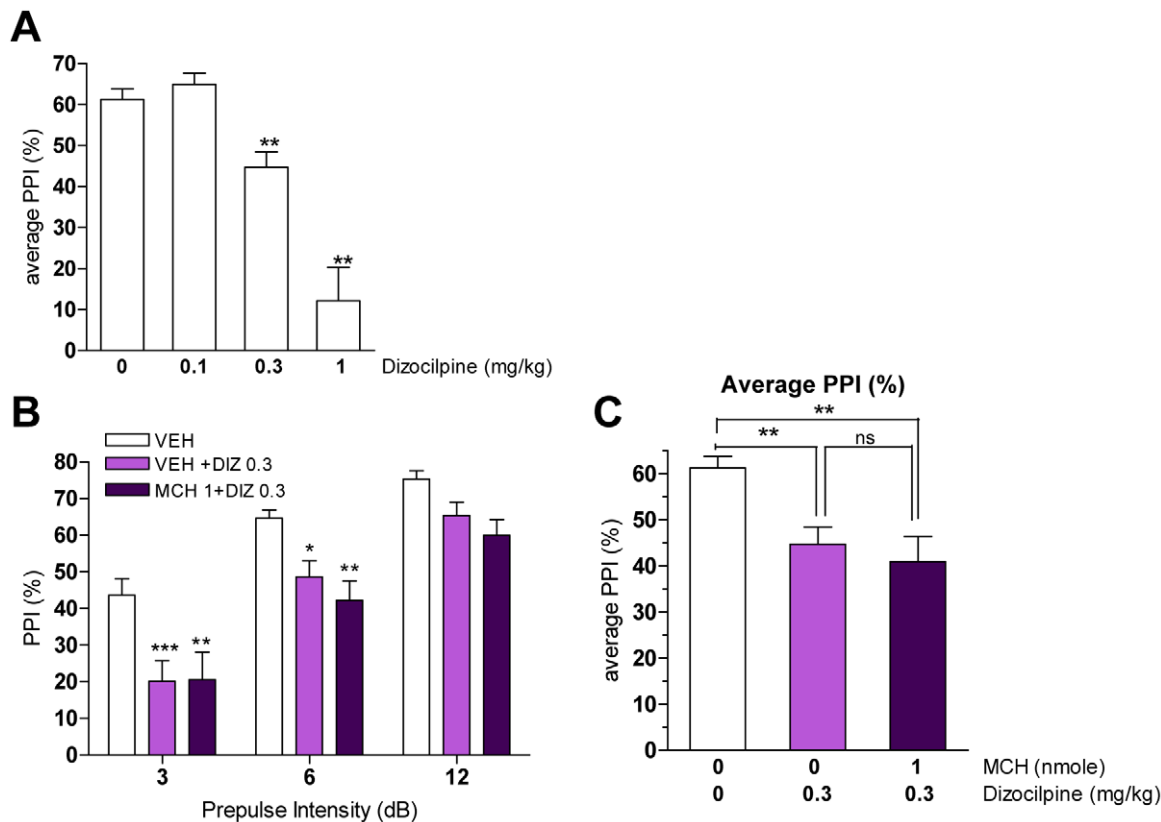 A
70
60
50
40
30
20
10
0
average PPI (%)
**
**
0 0.1 0.3 1 Dizocilpine (mg/kg)
B
VEH
VEH +DIZ 0.3
MCH 1+DIZ 0.3
80
70
60
50
40
30
20
10
0
PPI (%)
*** **
* **
3 6 12
Prepulse Intensity (dB)
C
Average PPI (%)
**
** ns
60
50
40
30
20
10
0
average PPI (%)
0 0 1 MCH (nmole)
0 0.3 0.3 Dizocilpine (mg/kg)